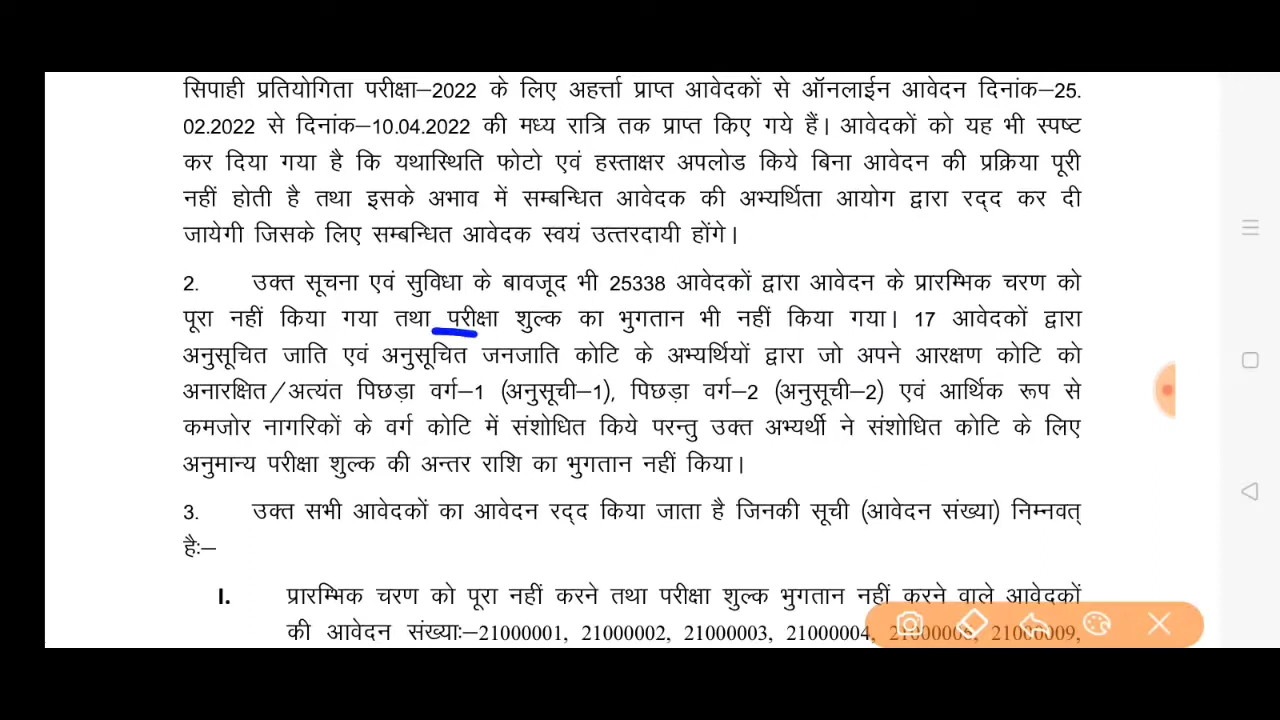 सिपाही प्रतियोगिता परीक्षा–2022 के लिए अहर्त्ता प्राप्त आवेदकों से ऑनलाईन आवेदन दिनांक–25.
02.2022 से दिनांक–10.04.2022 की मध्य रात्रि तक प्राप्त किए गये हैं। आवेदकों को यह भी स्पष्ट
कर दिया गया है कि यथास्थिति फोटो एवं हस्ताक्षर अपलोड किये बिना आवेदन की प्रक्रिया पूरी
नहीं होती है तथा इसके अभाव में सम्बन्धित आवेदक की अभ्यर्थिता आयोग द्वारा रद्द कर दी
जायेगी जिसके लिए सम्बन्धित आवेदक स्वयं उत्तरदायी होंगे।
2. उक्त सूचना एवं सुविधा के बावजूद भी 25338 आवेदकों द्वारा आवेदन के प्रारम्भिक चरण को
पूरा नहीं किया गया तथा परीक्षा शुल्क का भुगतान भी नहीं किया गया। 17 आवेदकों द्वारा
अनुसूचित जाति एवं अनुसूचित जनजाति कोटि के अभ्यर्थियों द्वारा जो अपने आरक्षण कोटि को
अनारक्षित/अत्यंत पिछड़ा वर्ग–1 (अनुसूची–1), पिछड़ा वर्ग–2 (अनुसूची–2) एवं आर्थिक रूप से
कमजोर नागरिकों के वर्ग कोटि में संशोधित किये परन्तु उक्त अभ्यर्थी ने संशोधित कोटि के लिए
अनुमान्य परीक्षा शुल्क की अन्तर राशि का भुगतान नहीं किया।
3. उक्त सभी आवेदकों का आवेदन रद्द किया जाता है जिनकी सूची (आवेदन संख्या) निम्नवत्
है:–
I. प्रारम्भिक चरण को पूरा नहीं करने तथा परीक्षा शुल्क भुगतान नहीं करने वाले आवेदकों
की आवेदन संख्याः–21000001, 21000002, 21000003, 21000004, 21000006, 21000009,